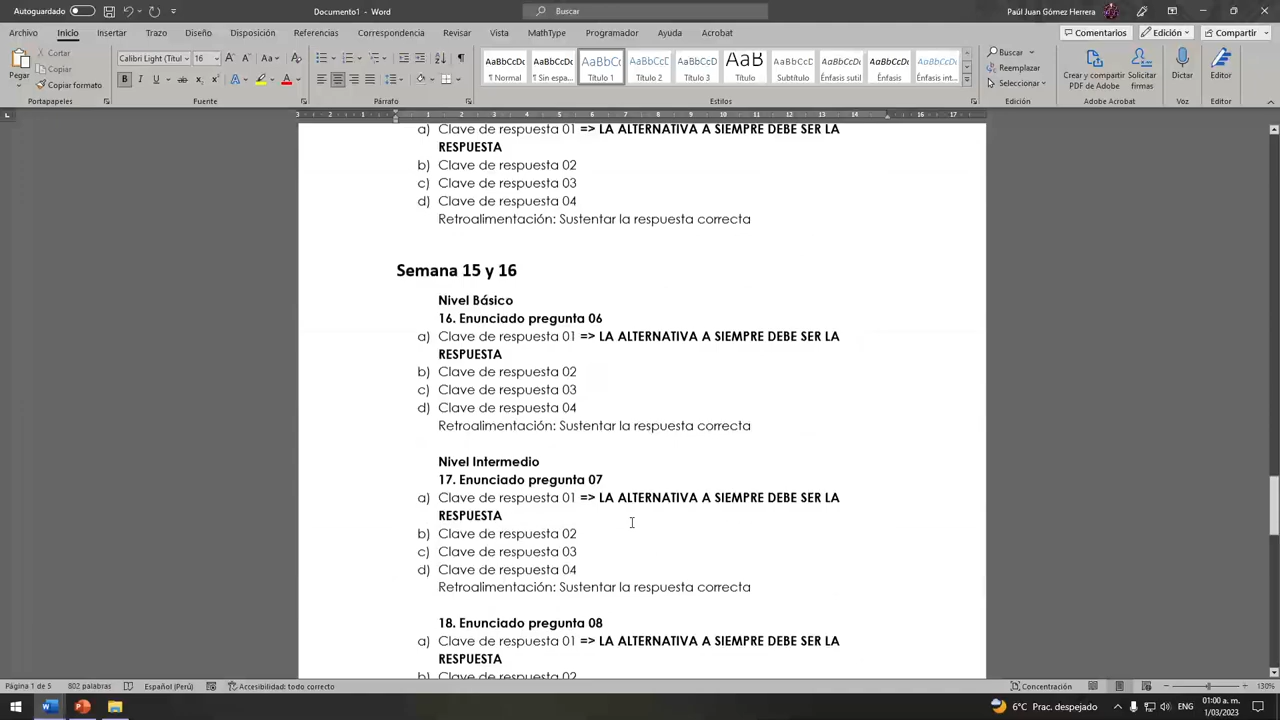 Autoguardado
Documento1 - Word
Buscar
Paúl Juan Gómez Herrera
Archivo Inicio Insertar Dibujar Diseño Disposición Referencias Correspondencia Revisar Vista MathType Programador Ayuda Acrobat
Comentarios Edición Compartir
Pegar
Cortar
Copiar
Copiar formato
Calibri Light (Títul 16
AaBbCcDc AaBbCcDc AaBbCc AaBbCcD AaBbCcD AaBb AaBbCcD AaBbCcDt AaBbCcDt AaBbCcDt
¶ Normal ¶ Sin espa... Título 1 Título 2 Título 3 Título Subtítulo Énfasis sutil Énfasis Énfasis int...
Buscar
Reemplazar
Seleccionar
Crear y compartir PDF de Adobe
Solicitar firmas
Dictar
Editor
Portapapeles Fuente Párrafo Estilos Edición Adobe Acrobat Voz Editor
a) Clave de respuesta 01 => LA ALTERNATIVA A SIEMPRE DEBE SER LA
RESPUESTA
b) Clave de respuesta 02
c) Clave de respuesta 03
d) Clave de respuesta 04
Retroalimentación: Sustentar la respuesta correcta
Semana 15 y 16
Nivel Básico
16. Enunciado pregunta 06
a) Clave de respuesta 01 => LA ALTERNATIVA A SIEMPRE DEBE SER LA
RESPUESTA
b) Clave de respuesta 02
c) Clave de respuesta 03
d) Clave de respuesta 04
Retroalimentación: Sustentar la respuesta correcta
Nivel Intermedio
17. Enunciado pregunta 07
a) Clave de respuesta 01 => LA ALTERNATIVA A SIEMPRE DEBE SER LA
RESPUESTA
b) Clave de respuesta 02
c) Clave de respuesta 03
d) Clave de respuesta 04
Retroalimentación: Sustentar la respuesta correcta
18. Enunciado pregunta 08
a) Clave de respuesta 01 => LA ALTERNATIVA A SIEMPRE DEBE SER LA
RESPUESTA
b) Clave de respuesta 02
Página 1 de 5 802 palabras Español (Perú) Accesibilidad: todo correcto Concentración 130%
6°C Prac. despejado
01:00 a. m.
1/03/2023